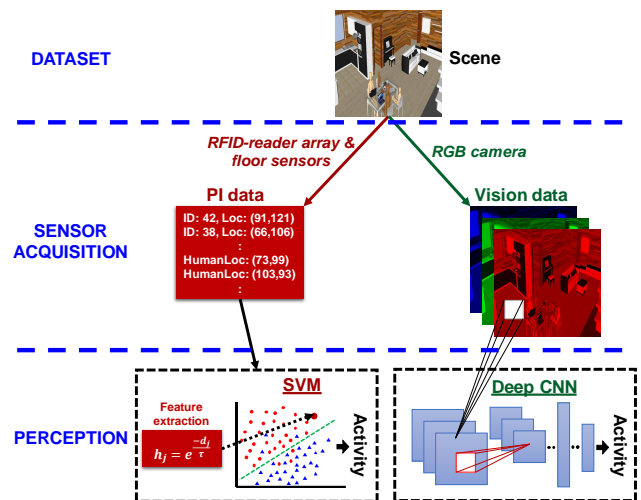 DATASET
Scene
RFID-reader array &
floor sensors
RGB camera
PI data
Vision data
SENSOR
ACQUISITION
ID: 42, Loc: (91,121)
ID: 38, Loc: (66,106)
:
HumanLoc: (73,99)
HumanLoc: (103,93)
:
PERCEPTION
Feature
extraction
h_j = e^{-d_j/τ}
SVM
Activity
Deep CNN
Activity